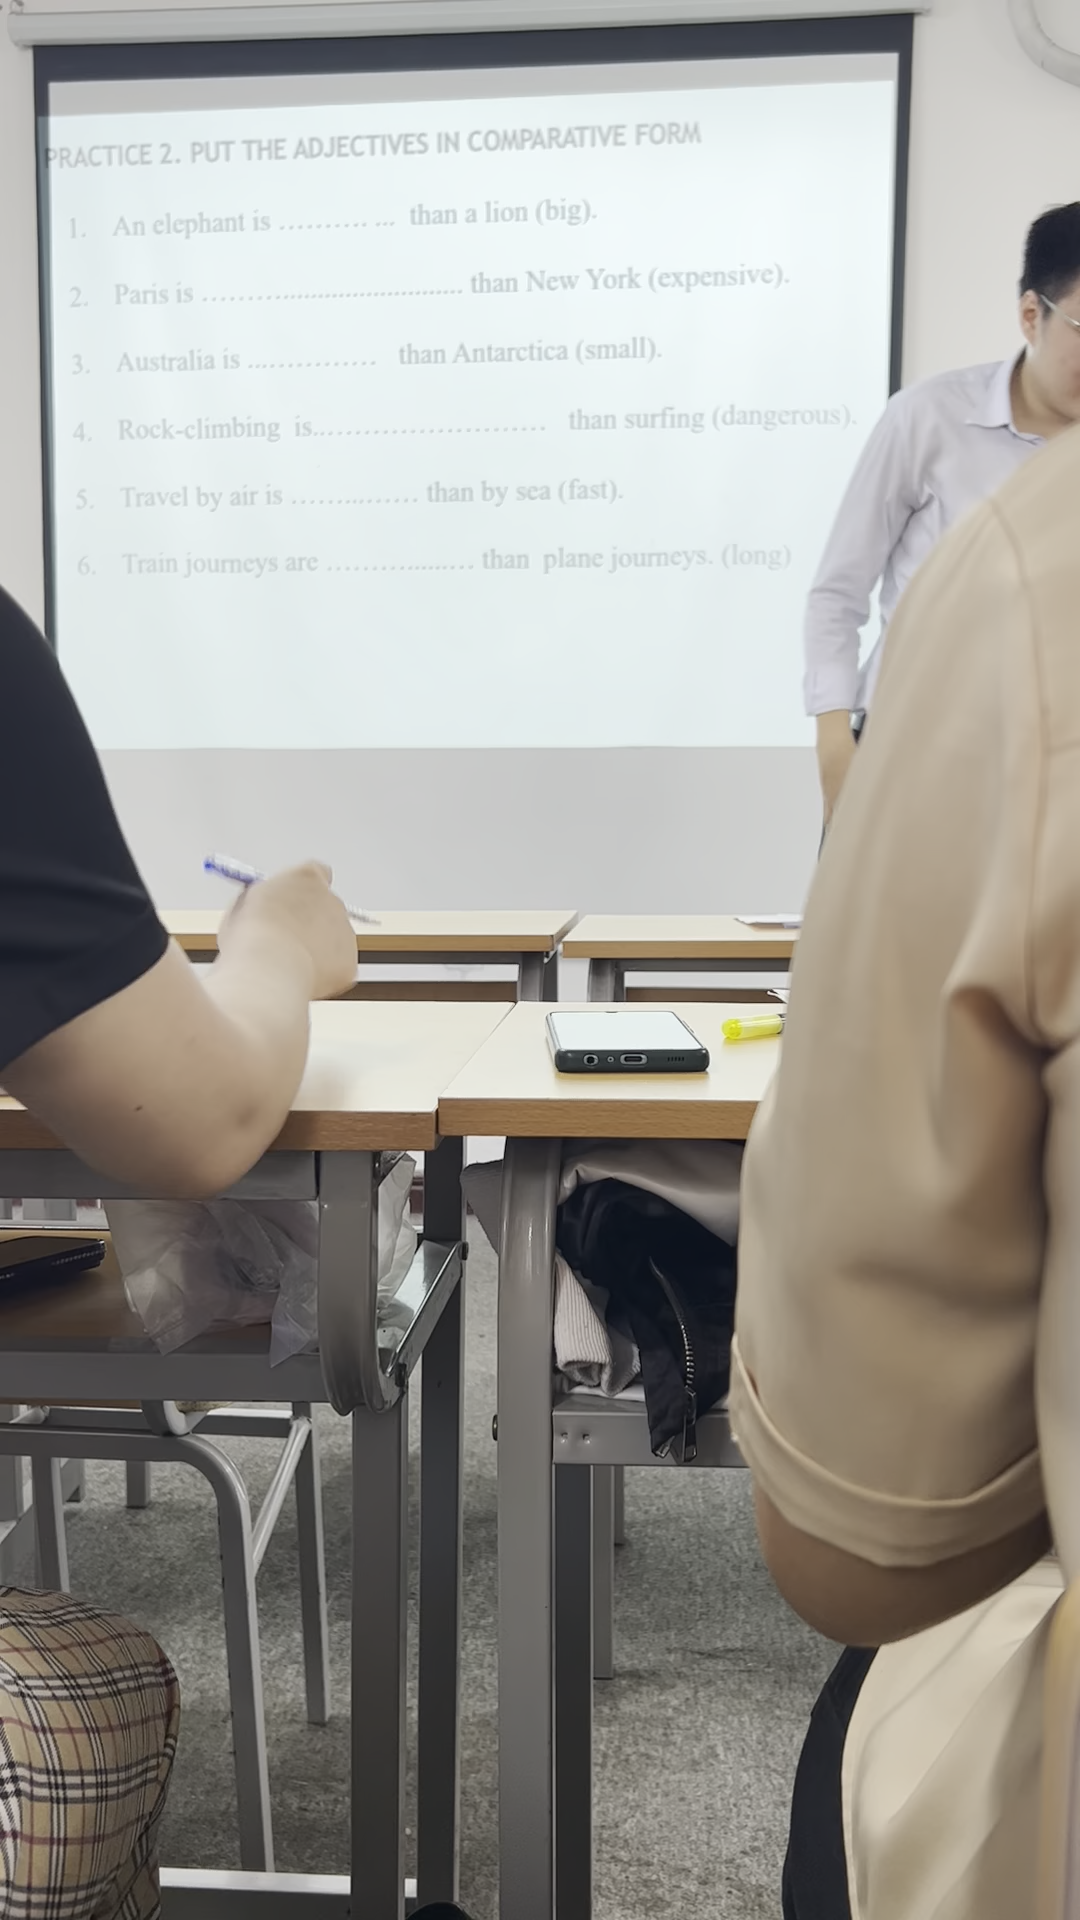 PRACTICE 2. PUT THE ADJECTIVES IN COMPARATIVE FORM
1. An elephant is .......... ... than a lion (big).
2. Paris is ...................................... than New York (expensive).
3. Australia is .............. than Antarctica (small).
4. Rock-climbing is............................ than surfing (dangerous).
5. Travel by air is ................ than by sea (fast).
6. Train journeys are .................. than plane journeys. (long)